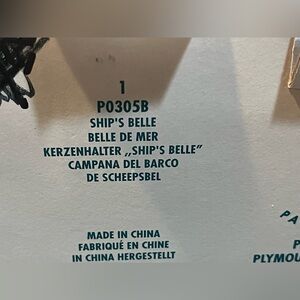 1
P0305B
SHIP'S BELLE
BELLE DE MER
KERZENHALTER „SHIP'S BELLE"
CAMPANA DEL BARCO
DE SCHEEPSBEL
MADE IN CHINA
FABRIQUÉ EN CHINE
IN CHINA HERGESTELLT